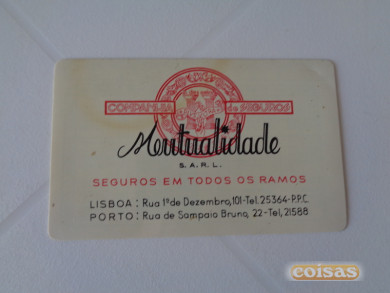 COMPANHIA de SEGUROS
Mutualidade
S.A.R.L.
SEGUROS EM TODOS OS RAMOS
LISBOA: Rua 1º de Dezembro, 101-Tel. 25364-P.P.C.
PORTO: Rua de Sampaio Bruno, 22-Tel, 21588
coisas